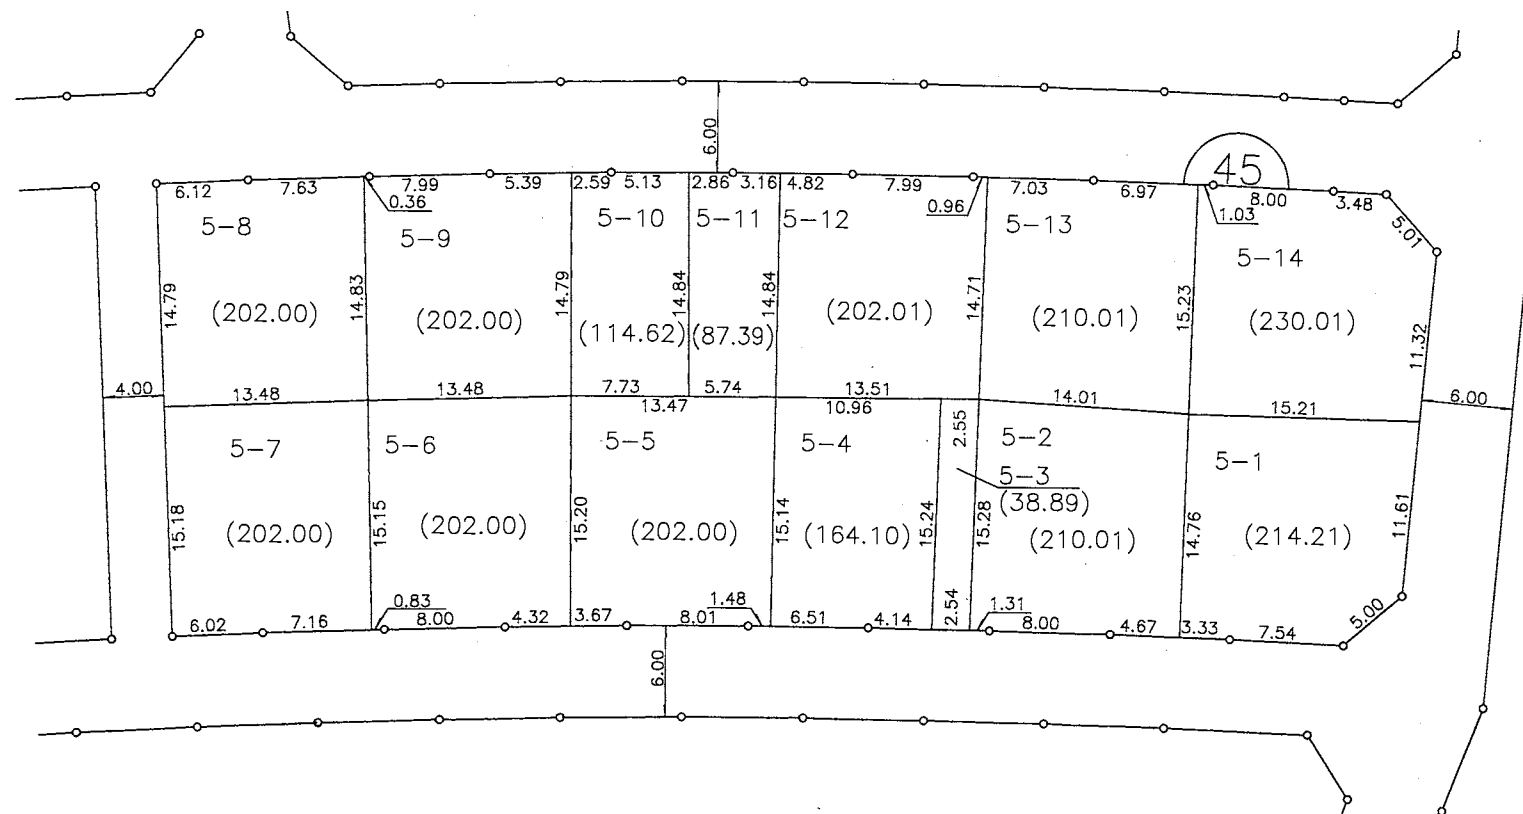 6.00
45
6.12 7.63 7.99 5.39 2.59 5.13 2.86 3.16 4.82 7.99 7.03 6.97 8.00 3.48
0.36 0.96 1.03 5.01
5-8 5-9 5-10 5-11 5-12 5-13 5-14
14.79 14.83 14.79 14.84 14.84 14.71 15.23 11.32
(202.00) (202.00) (114.62) (87.39) (202.01) (210.01) (230.01)
4.00 13.48 13.48 7.73 5.74 13.51 14.01 15.21 6.00
13.47 10.96 2.55
5-7 5-6 5-5 5-4 5-2 5-1
5-3
(38.89)
15.18 15.15 15.20 15.14 15.24 15.28 14.76 11.61
(202.00) (202.00) (202.00) (164.10) (210.01) (214.21)
0.83 1.48 2.54 1.31 5.00
6.02 7.16 8.00 4.32 3.67 8.01 6.51 4.14 8.00 4.67 3.33 7.54
6.00